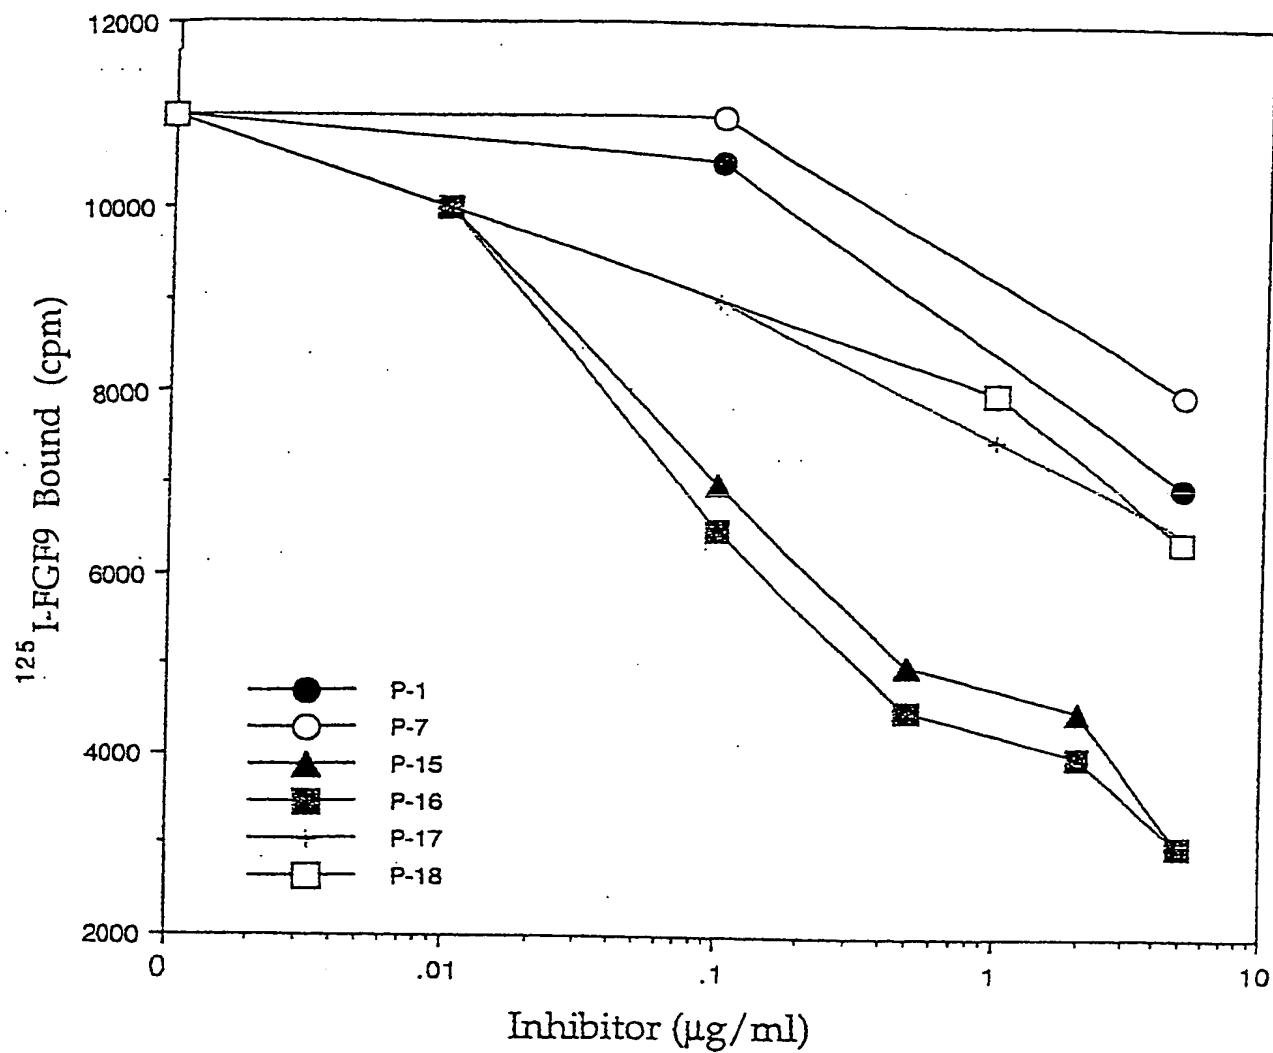 12000
10000
8000
6000
4000
2000
125I-FGF9 Bound (cpm)
P-1
P-7
P-15
P-16
P-17
P-18
0 .01 .1 1 10
Inhibitor (µg/ml)